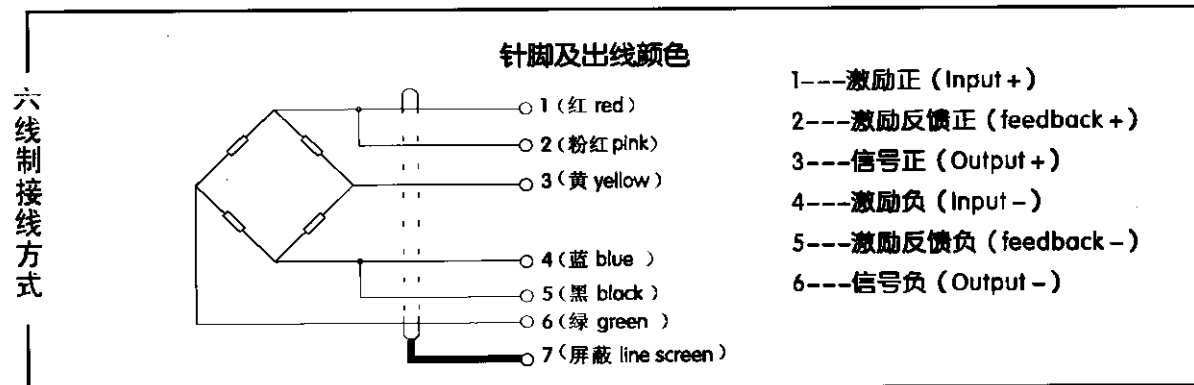 六线制接线方式
针脚及出线颜色
1（红 red）
2（粉红 pink）
3（黄 yellow）
4（蓝 blue ）
5（黑 black）
6（绿 green ）
7（屏蔽 line screen）
1---激励正（Input+）
2---激励反馈正（feedback+）
3---信号正（Output+）
4---激励负（Input-）
5---激励反馈负（feedback-）
6---信号负（Output-）